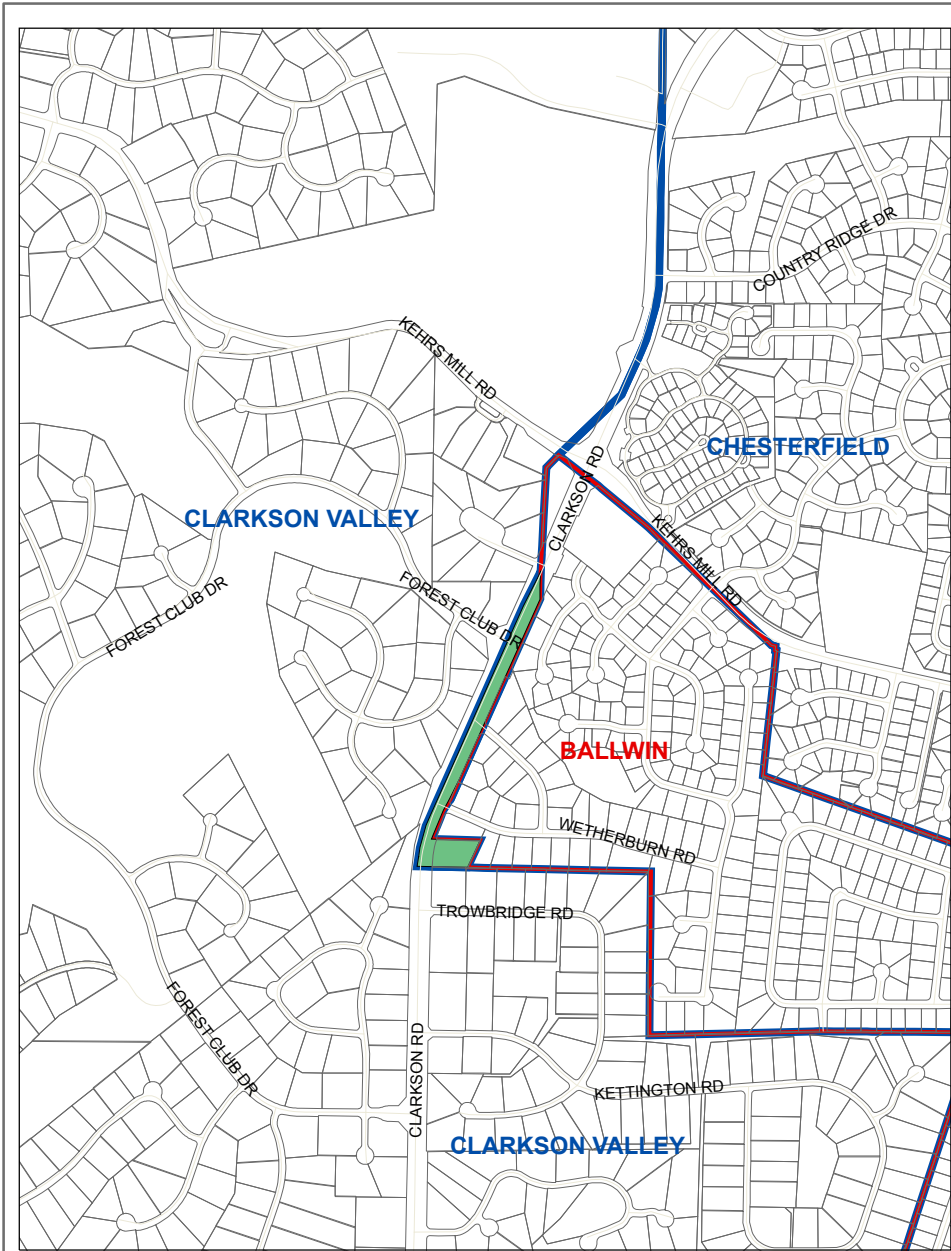 COUNTRY RIDGE DR
KEHRS MILL RD
CHESTERFIELD
CLARKSON RD
CLARKSON VALLEY
KEHRS MILL RD
FOREST CLUB DR
FOREST CLUB DR
BALLWIN
WETHERBURN RD
TROWBRIDGE RD
FOREST CLUB DR
CLARKSON RD
KETTINGTON RD
CLARKSON VALLEY